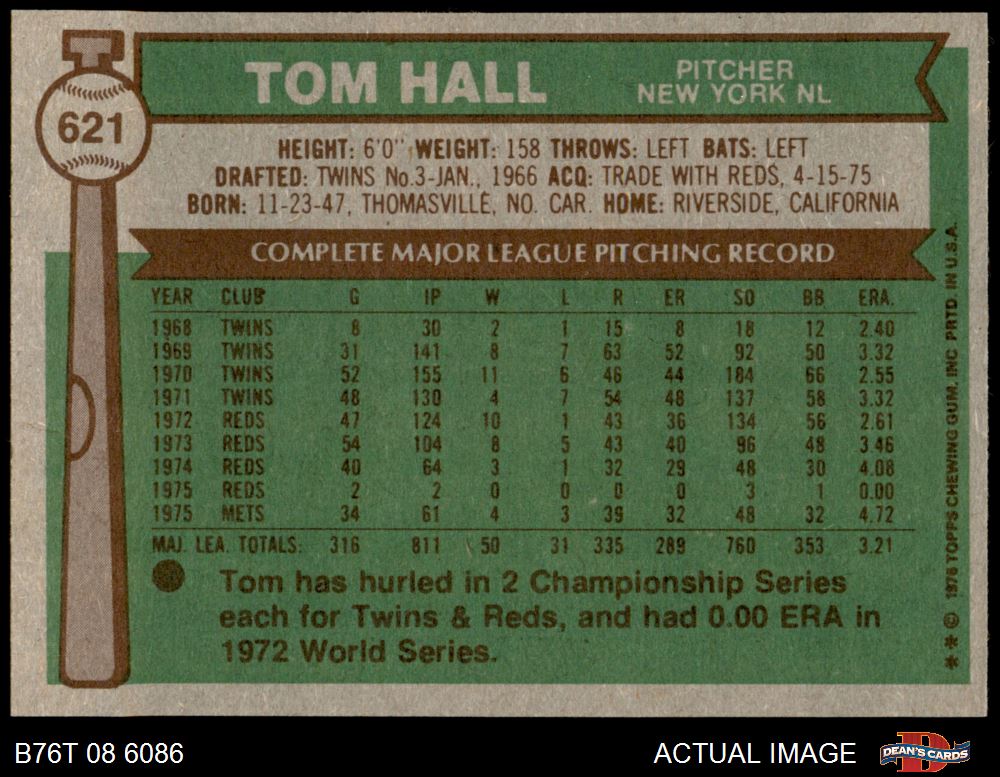 621
TOM HALL
PITCHER
NEW YORK NL
HEIGHT: 6'0" WEIGHT: 158 THROWS: LEFT BATS: LEFT
DRAFTED: TWINS No.3-JAN., 1966 ACQ: TRADE WITH REDS, 4-15-75
BORN: 11-23-47, THOMASVILLE, NO. CAR. HOME: RIVERSIDE, CALIFORNIA
COMPLETE MAJOR LEAGUE PITCHING RECORD
YEAR CLUB G IP W L R ER SO BB ERA.
1968 TWINS 8 30 2 1 15 8 18 12 2.40
1969 TWINS 31 141 8 7 63 52 92 50 3.32
1970 TWINS 52 155 11 6 46 44 184 66 2.55
1971 TWINS 48 130 4 7 54 48 137 58 3.32
1972 REDS 47 124 10 1 43 36 134 56 2.61
1973 REDS 54 104 8 5 43 40 96 48 3.46
1974 REDS 40 64 3 1 32 29 48 30 4.08
1975 REDS 2 2 0 0 0 0 3 1 0.00
1975 METS 34 61 4 3 39 32 48 32 4.72
MAJ. LEA. TOTALS: 316 811 50 31 335 289 760 353 3.21
Tom has hurled in 2 Championship Series
each for Twins & Reds, and had 0.00 ERA in
1972 World Series.
** © 1976 TOPPS CHEWING GUM, INC PRTD IN U.S.A.
B76T 08 6086
ACTUAL IMAGE
DEAN'S CARDS